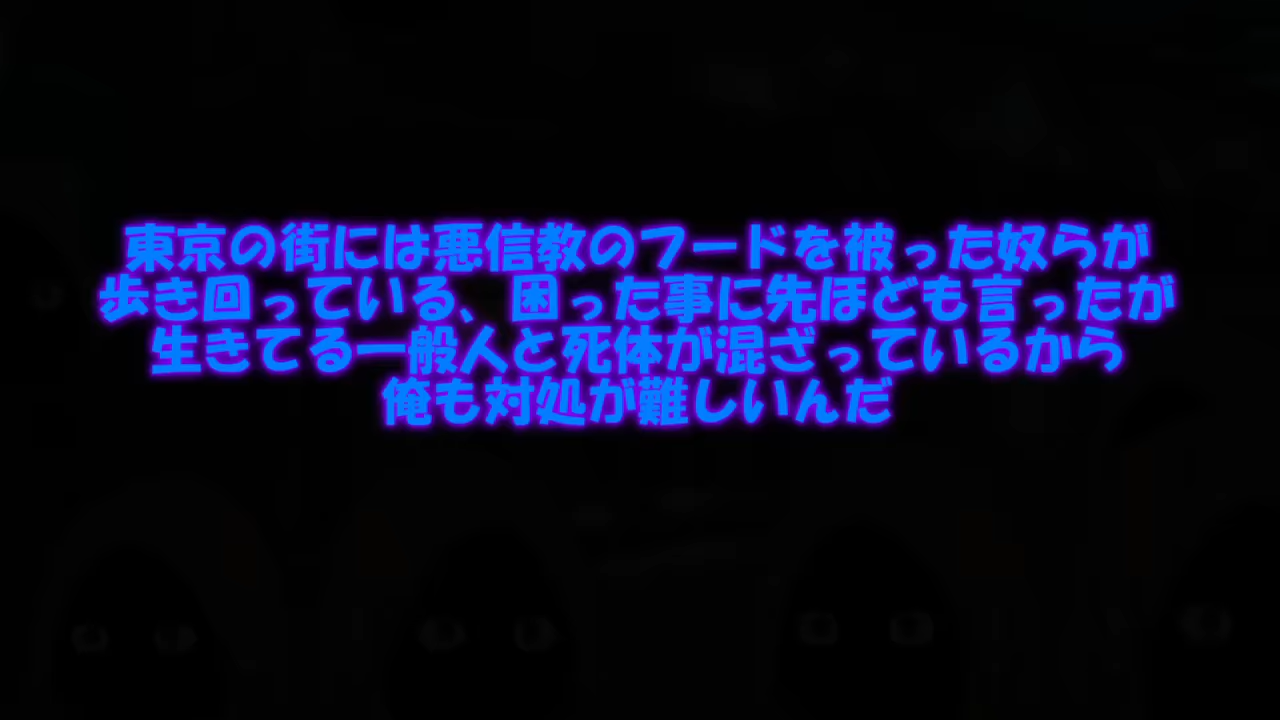 東京の街には悪信教のフードを被った奴らが
歩き回っている、困った事に先ほども言ったが
生きてる一般人と死体が混ざっているから
俺も対処が難しいんだ